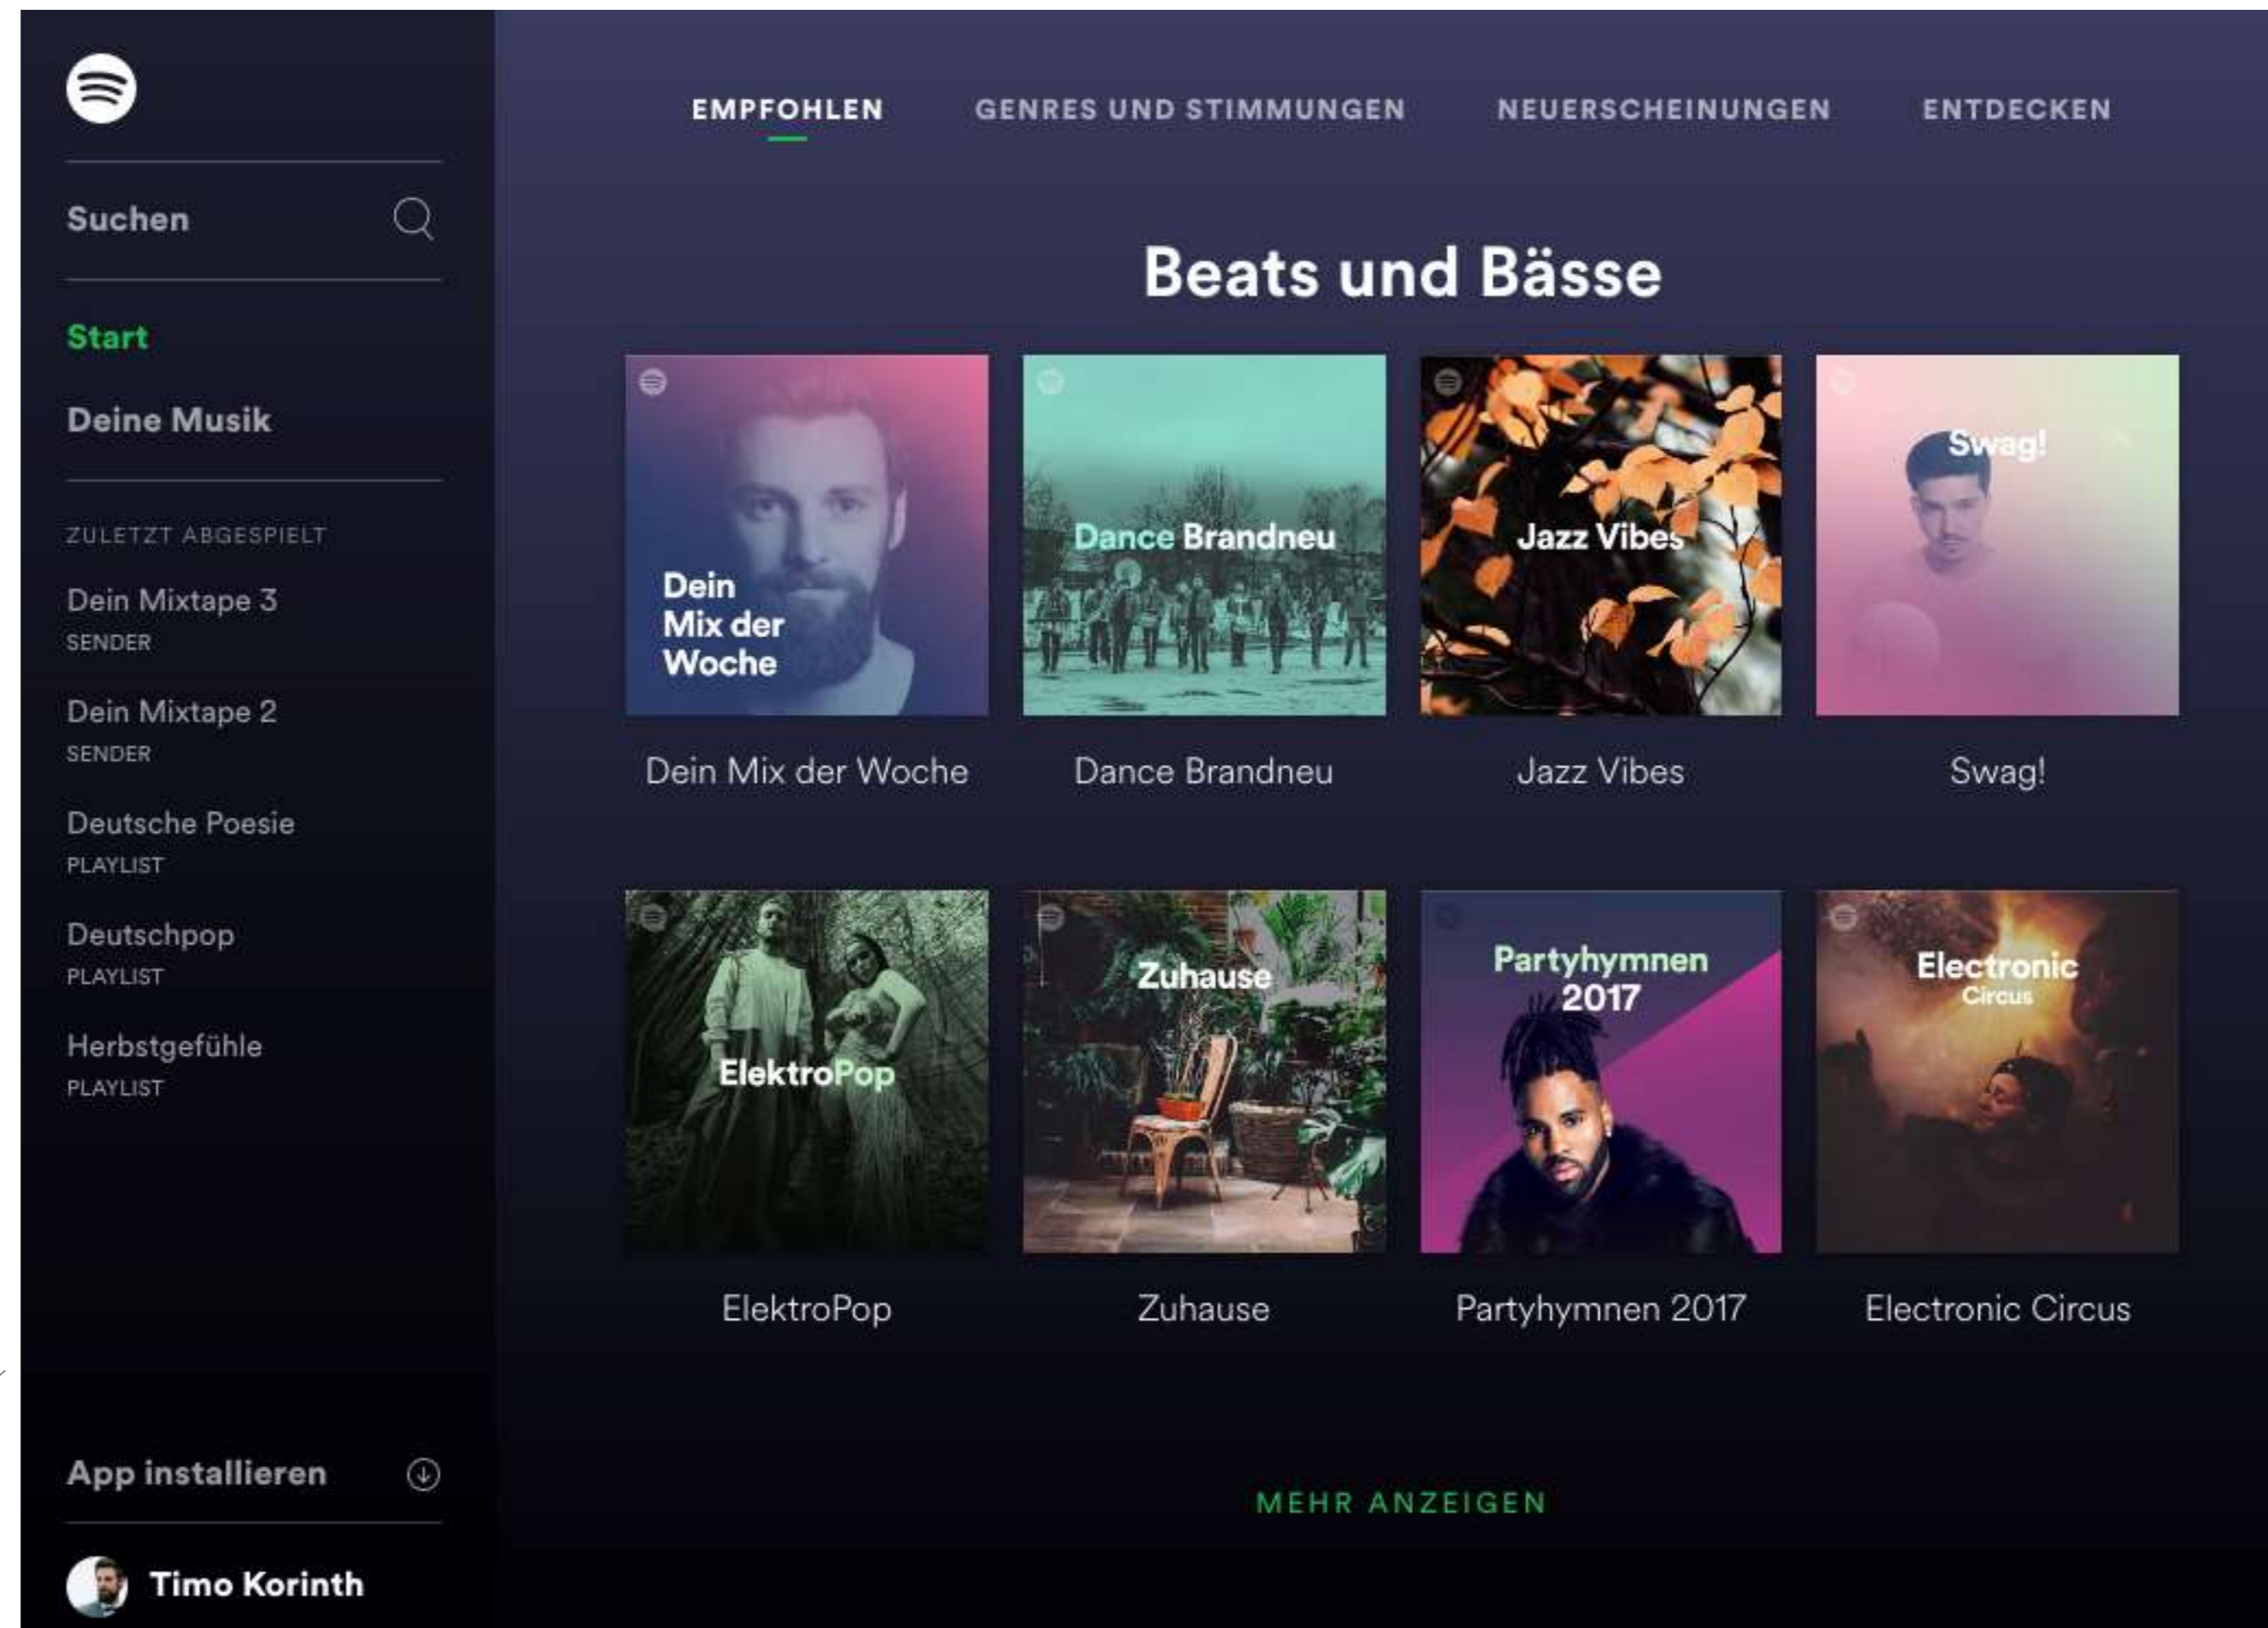 Suchen
Start
Deine Musik
ZULETZT ABGESPIELT
Dein Mixtape 3
SENDER
Dein Mixtape 2
SENDER
Deutsche Poesie
PLAYLIST
Deutschpop
PLAYLIST
Herbstgefühle
PLAYLIST
App installieren
Timo Korinth
EMPFOHLEN GENRES UND STIMMUNGEN NEUERSCHEINUNGEN ENTDECKEN
Beats und Bässe
Dein
Mix der
Woche
Dance Brandneu
Jazz Vibes
Swag!
Dein Mix der Woche Dance Brandneu Jazz Vibes Swag!
ElektroPop
Zuhause
Partyhymnen
2017
Electronic
Circus
ElektroPop Zuhause Partyhymnen 2017 Electronic Circus
MEHR ANZEIGEN